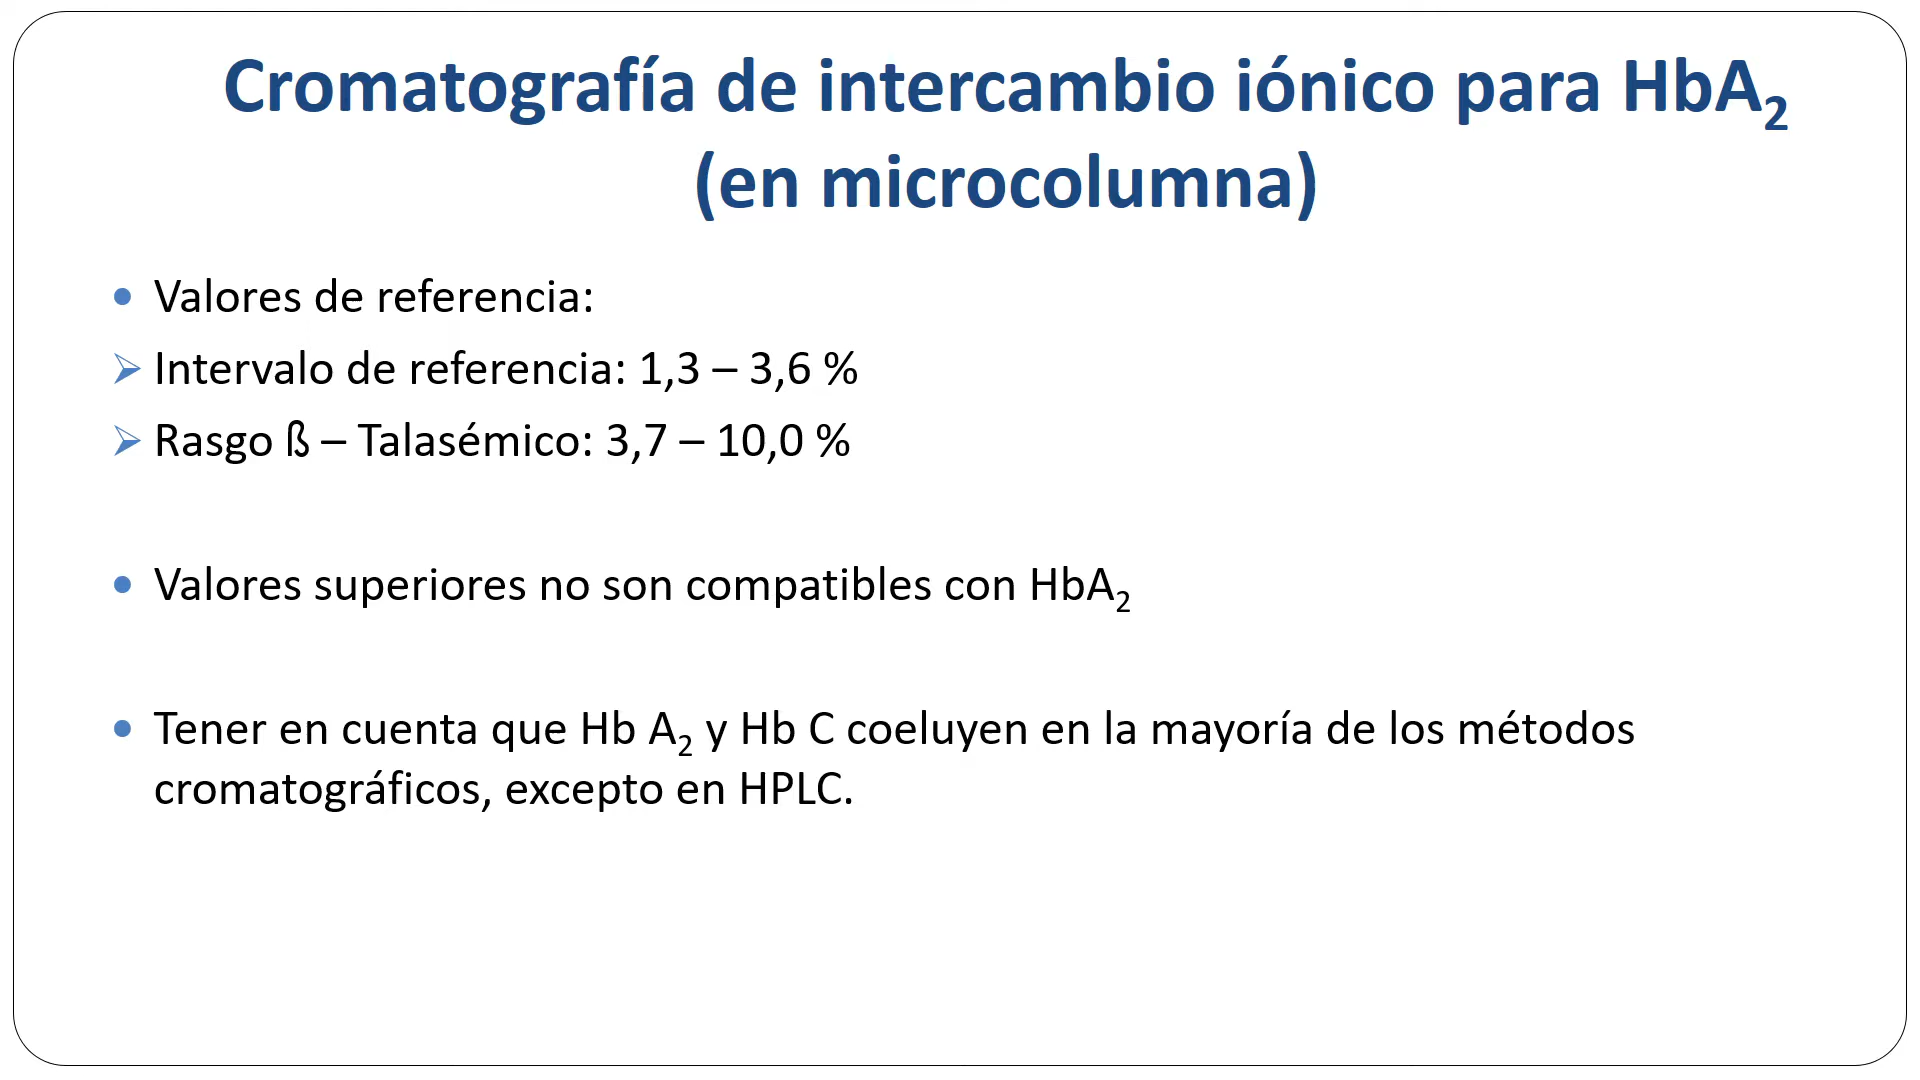 Cromatografía de intercambio iónico para HbA₂
(en microcolumna)
• Valores de referencia:
➢ Intervalo de referencia: 1,3 – 3,6 %
➢ Rasgo ß – Talasémico: 3,7 – 10,0 %
• Valores superiores no son compatibles con HbA₂
• Tener en cuenta que Hb A₂ y Hb C coeluyen en la mayoría de los métodos
cromatográficos, excepto en HPLC.